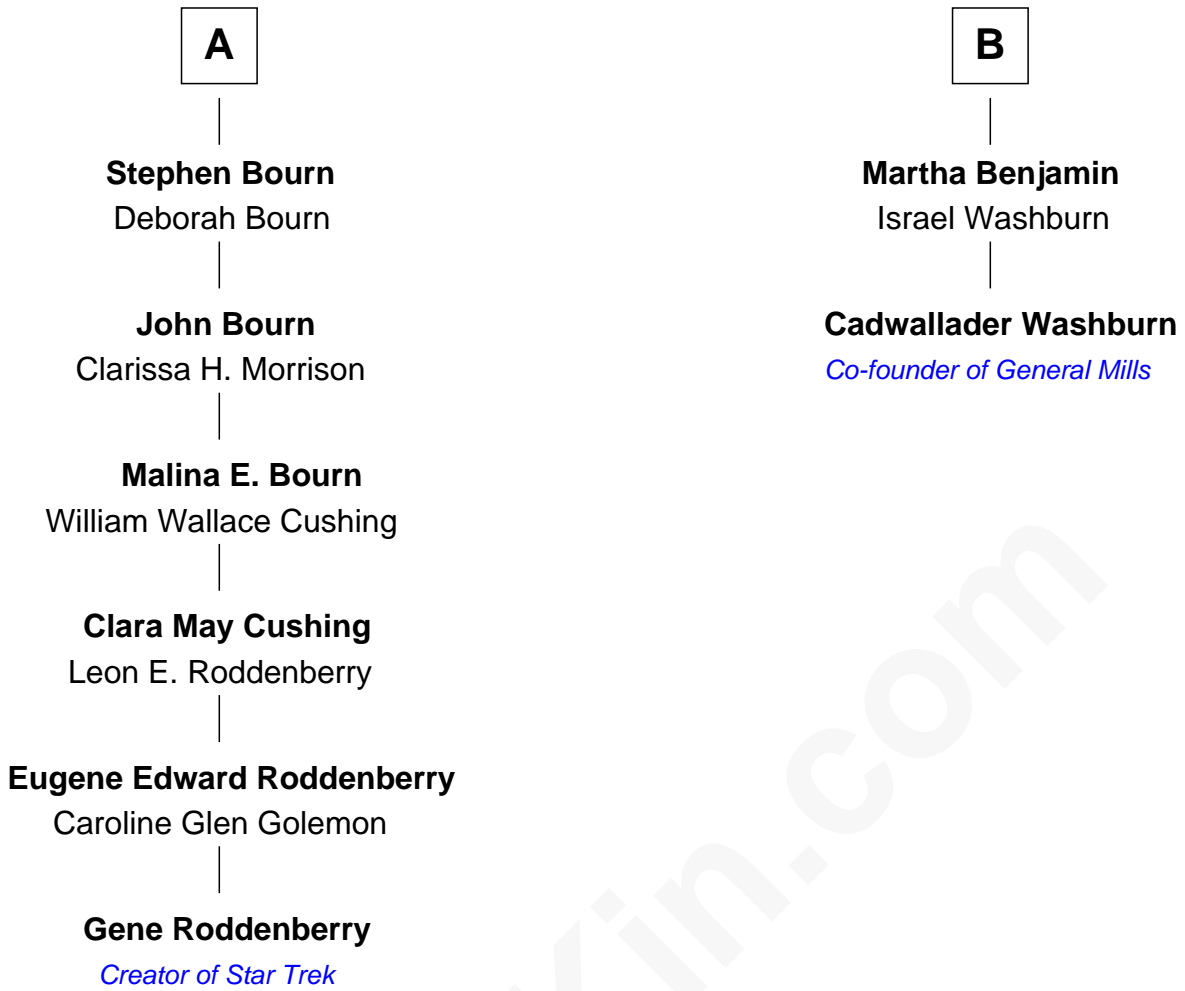 A
Stephen Bourn
Deborah Bourn
John Bourn
Clarissa H. Morrison
Malina E. Bourn
William Wallace Cushing
Clara May Cushing
Leon E. Roddenberry
Eugene Edward Roddenberry
Caroline Glen Golemon
Gene Roddenberry
Creator of Star Trek
B
Martha Benjamin
Israel Washburn
Cadwallader Washburn
Co-founder of General Mills
Kin.com